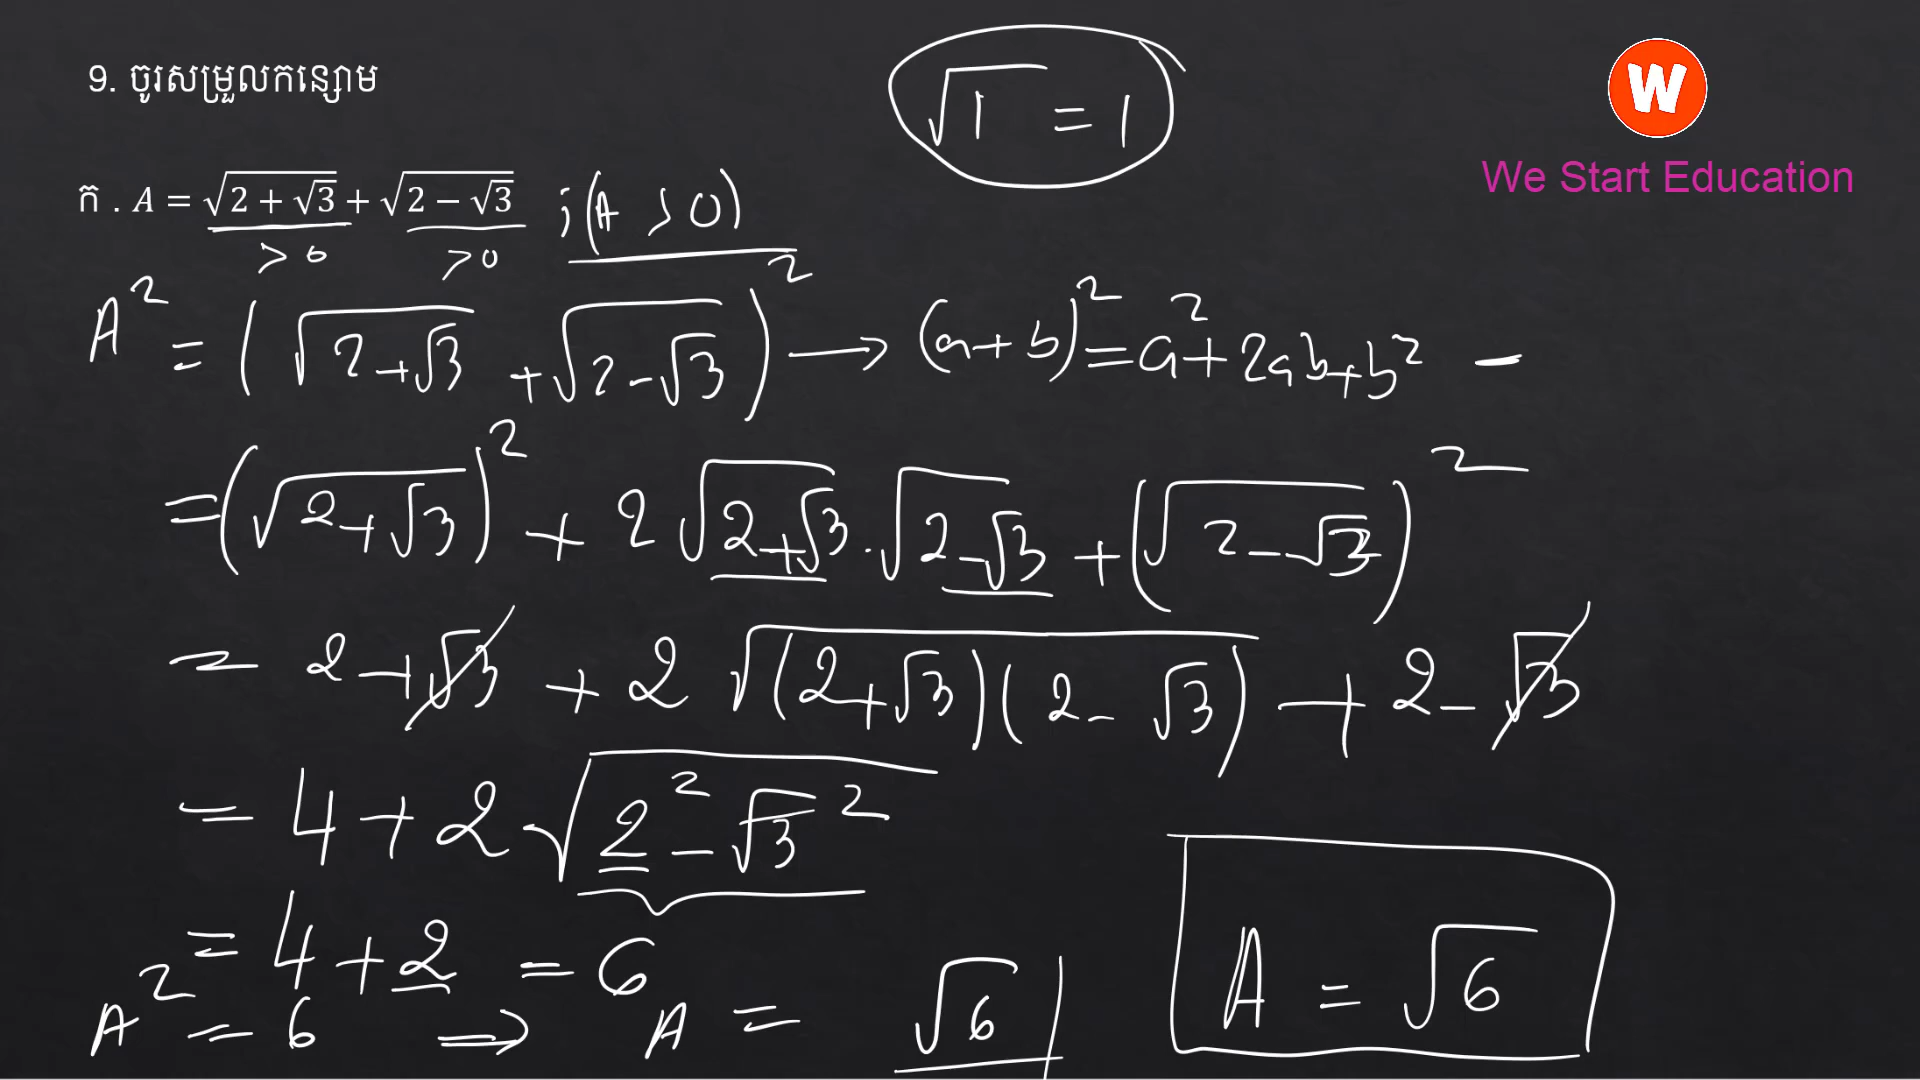 9. ចូរសម្រួលកន្សោម
√1 = 1
W
We Start Education
ក . A = √(2 + √3) + √(2 − √3) ; (A > 0)
> 0 > 0
A² = (√(2+√3) + √(2-√3))² → (a+b)² = a² + 2ab + b² -
= (√(2+√3))² + 2√(2+√3) . √(2-√3) + (√(2-√3))²
= 2+√3 + 2√((2+√3)(2-√3)) + 2-√3
= 4 + 2√(2² - √3²)
= 4 + 2 = 6
A² = 6 ⇒ A = √6
A = √6